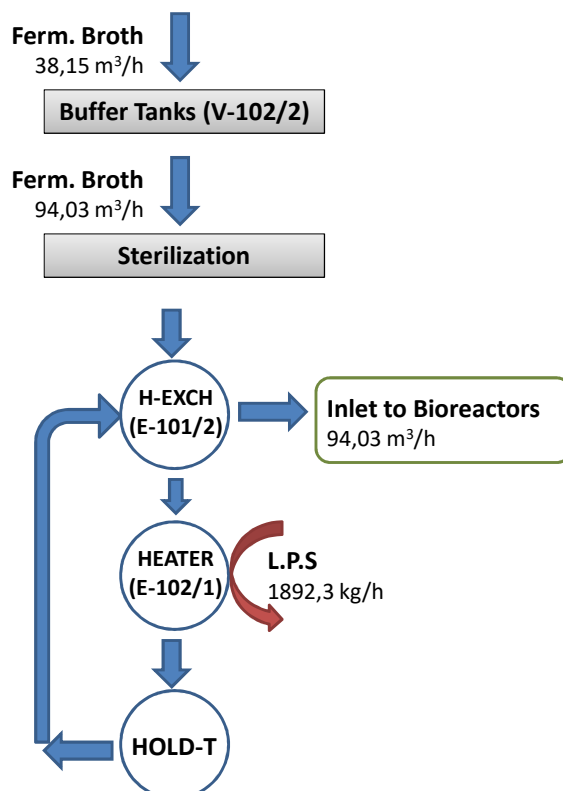 Ferm. Broth
38,15 m³/h
Buffer Tanks (V-102/2)
Ferm. Broth
94,03 m³/h
Sterilization
H-EXCH
(E-101/2)
Inlet to Bioreactors
94,03 m³/h
HEATER
(E-102/1)
L.P.S
1892,3 kg/h
HOLD-T